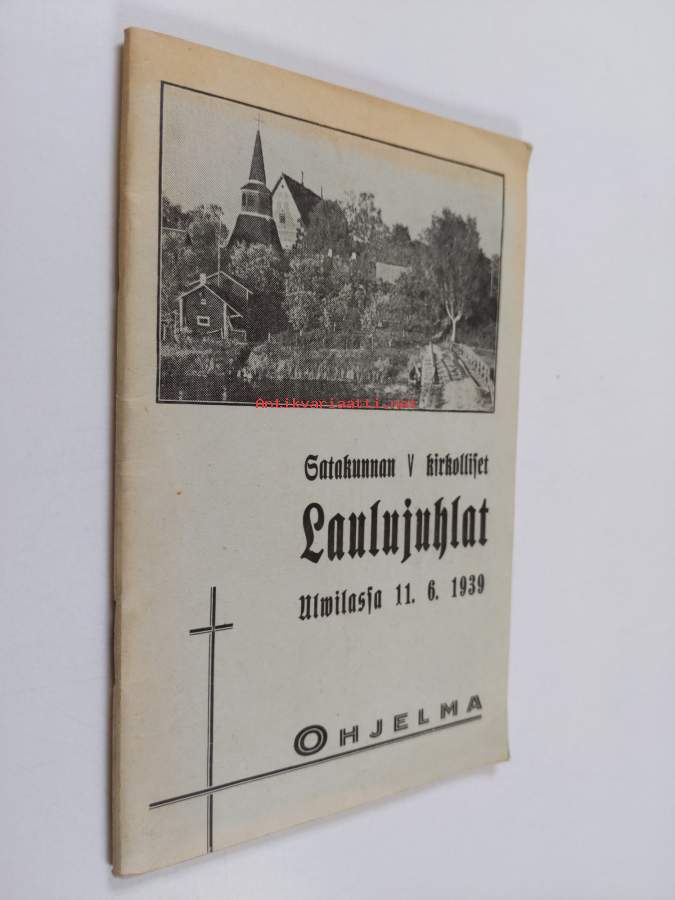 Antikvariaatti.net
Satakunnan V kirkolliset
Laulujuhlat
Ulwilassa 11. 6. 1939
OHJELMA